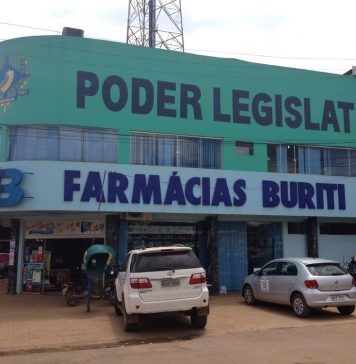 PODER LEGISLAT
B FARMÁCIAS BURITI